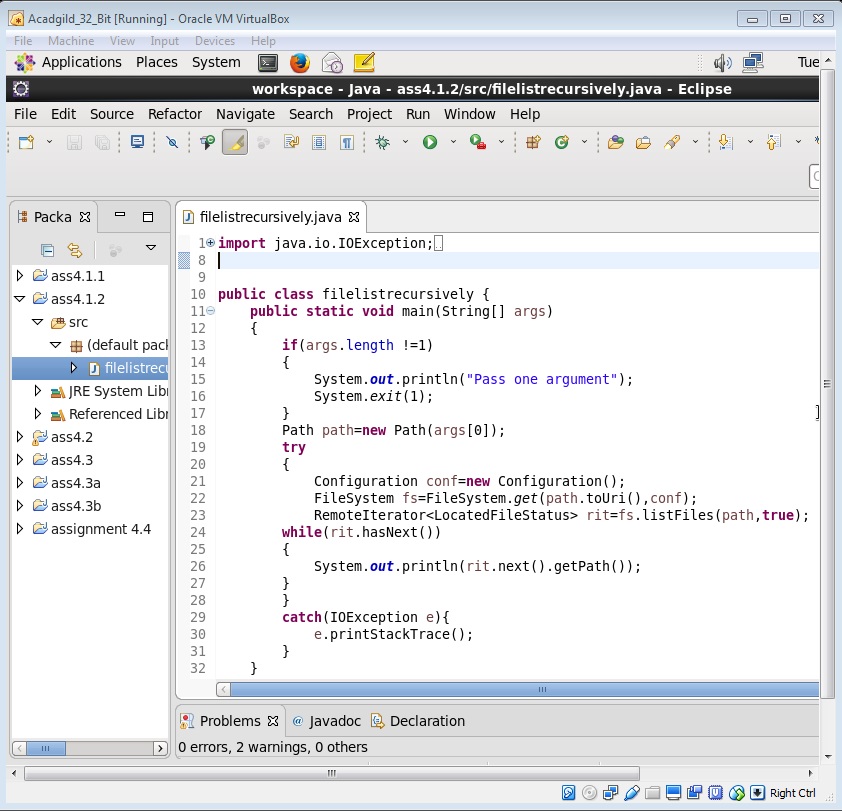 Acadgild_32_Bit [Running] - Oracle VM VirtualBox
File Machine View Input Devices Help
Applications Places System Tue
workspace - Java - ass4.1.2/src/filelistrecursively.java - Eclipse
File Edit Source Refactor Navigate Search Project Run Window Help
Packa
filelistrecursively.java
ass4.1.1
ass4.1.2
src
(default pack
filelistrecu
JRE System Libr
Referenced Libr
ass4.2
ass4.3
ass4.3a
ass4.3b
assignment 4.4
1 import java.io.IOException;
8
9
10 public class filelistrecursively {
11 public static void main(String[] args)
12 {
13 if(args.length !=1)
14 {
15 System.out.println("Pass one argument");
16 System.exit(1);
17 }
18 Path path=new Path(args[0]);
19 try
20 {
21 Configuration conf=new Configuration();
22 FileSystem fs=FileSystem.get(path.toUri(),conf);
23 RemoteIterator<LocatedFileStatus> rit=fs.listFiles(path,true);
24 while(rit.hasNext())
25 {
26 System.out.println(rit.next().getPath());
27 }
28 }
29 catch(IOException e){
30 e.printStackTrace();
31 }
32 }
Problems Javadoc Declaration
0 errors, 2 warnings, 0 others
Right Ctrl